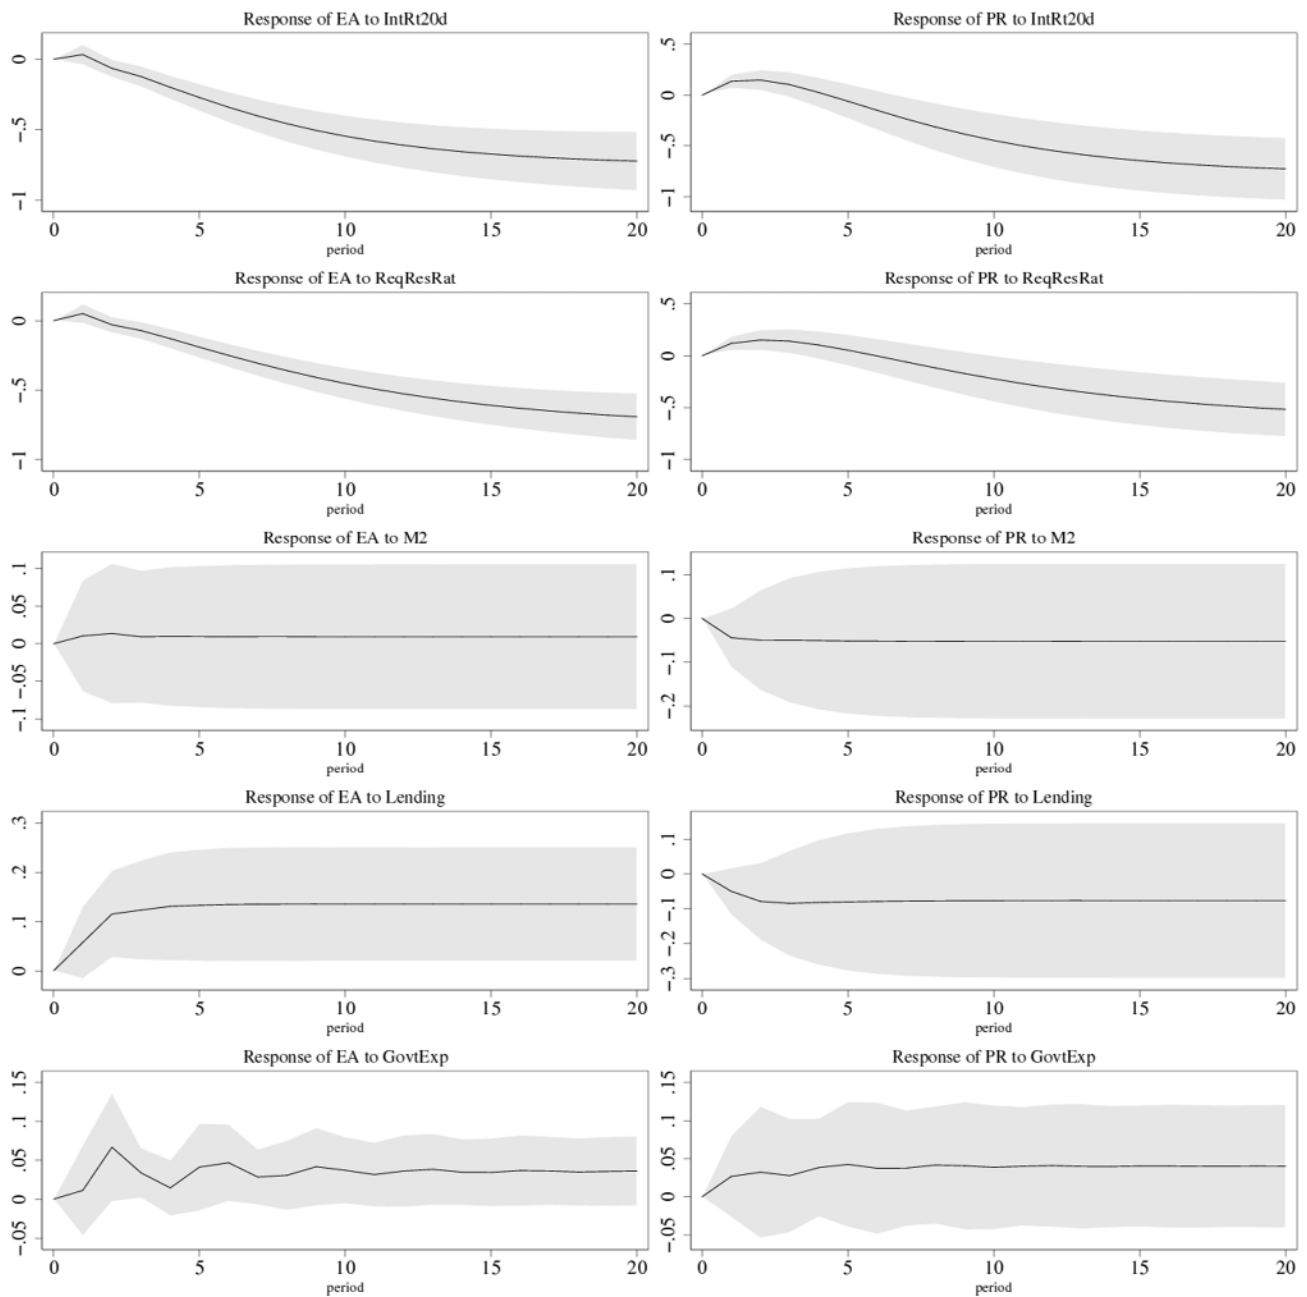 Response of EA to IntRt20d
0
-.5
-1
0 5 10 15 20
period
Response of PR to IntRt20d
.5
0
-.5
-1
0 5 10 15 20
period
Response of EA to ReqResRat
0
-.5
-1
0 5 10 15 20
period
Response of PR to ReqResRat
.5
0
-.5
-1
0 5 10 15 20
period
Response of EA to M2
.1
.05
0
-.05
-.1
0 5 10 15 20
period
Response of PR to M2
.1
0
-.1
-.2
0 5 10 15 20
period
Response of EA to Lending
.3
.2
.1
0
0 5 10 15 20
period
Response of PR to Lending
.1
0
-.1
-.2
-.3
0 5 10 15 20
period
Response of EA to GovtExp
.15
.1
.05
0
-.05
0 5 10 15 20
period
Response of PR to GovtExp
.15
.1
.05
0
-.05
0 5 10 15 20
period